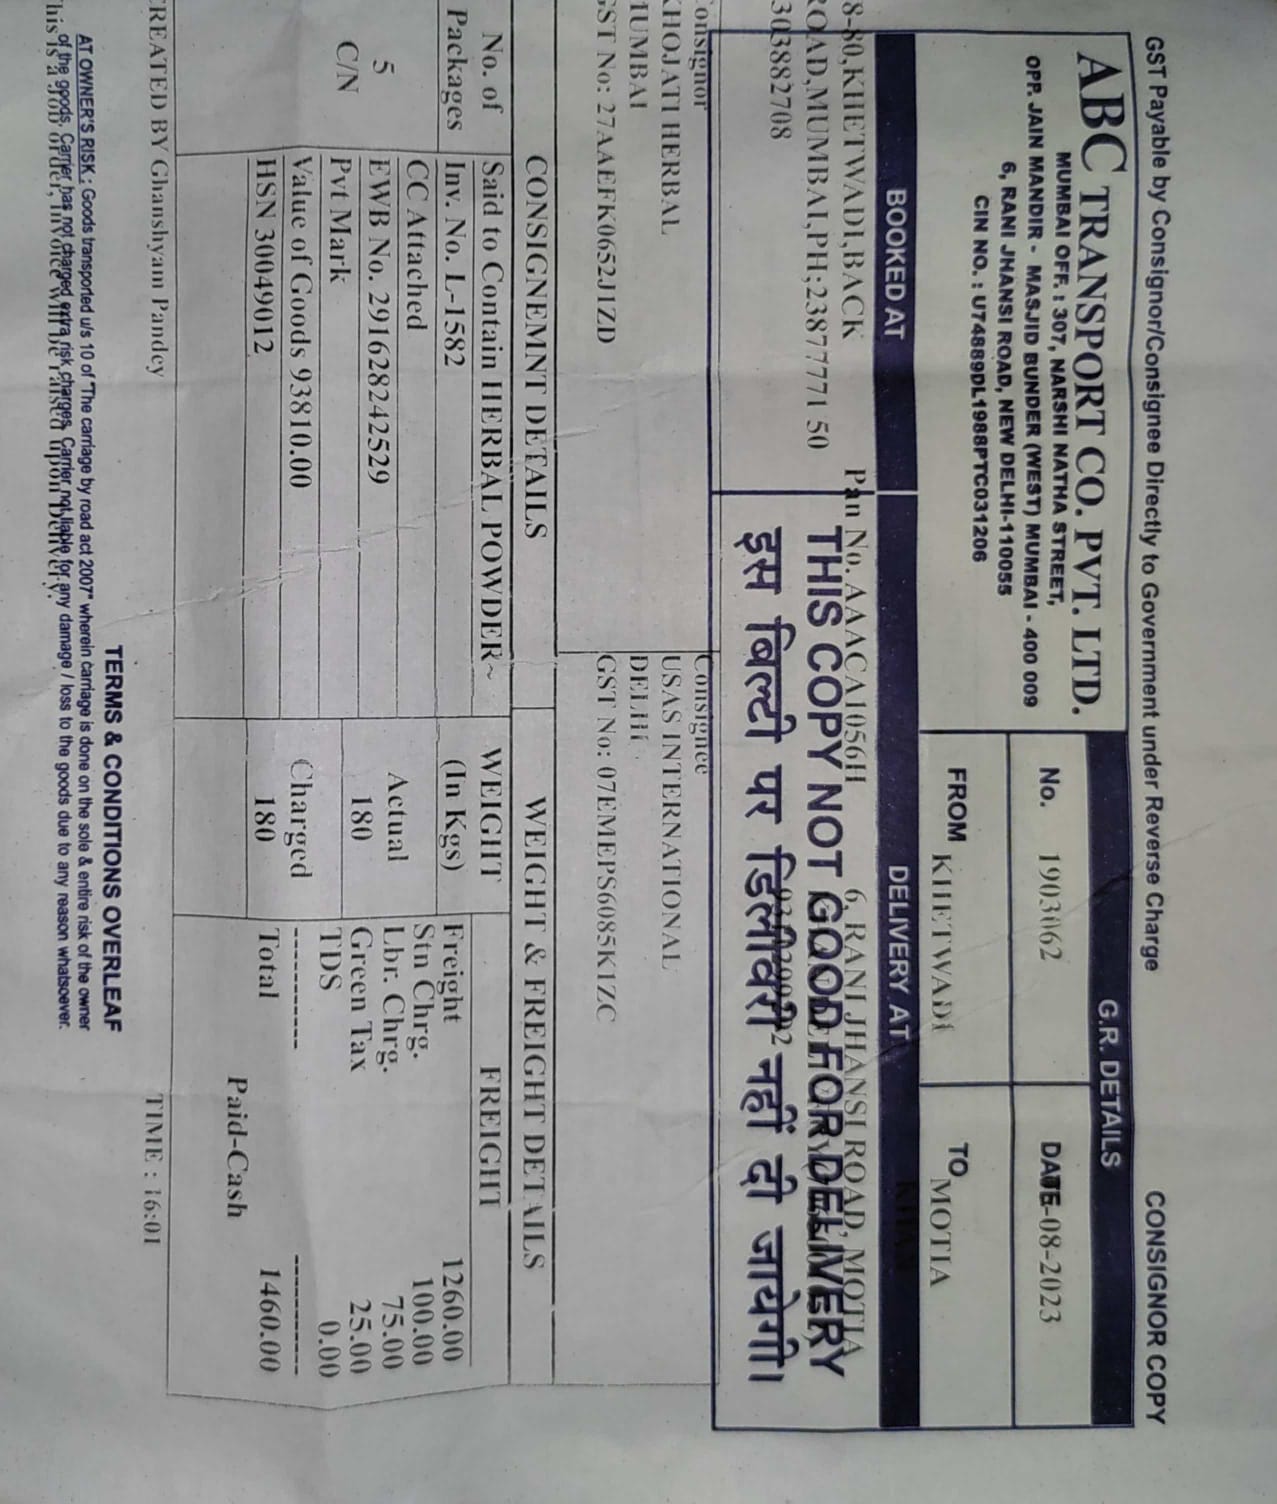 GST Payable by Consignor/Consignee Directly to Government under Reverse Charge
CONSIGNOR COPY
ABC TRANSPORT CO. PVT. LTD.
MUMBAI OFF. : 307, NARSHI NATHA STREET,
OPP. JAIN MANDIR - MASJID BUNDER (WEST) MUMBAI - 400 009
6, RANI JHANSI ROAD, NEW DELHI-110055
CIN NO. : U74889DL1988PTC031206
G.R. DETAILS
No. 1903062
DATE -08-2023
FROM KHETWADI
TO MOTIA
BOOKED AT
DELIVERY AT
8-80,KHETWADI,BACK
ROAD,MUMBAI,PH;23877771 50
30388 2708
Pan No. AAACA1056H
6, RANI JHANSI ROAD, MOTIA
THIS COPY NOT GOOD FOR DELIVERY
इस बिल्टी पर डिलीवरी नहीं दी जायेगी।
Consignor
KHOJATI HERBAL
MUMBAI
GST No: 27AAEFK0652J1ZD
Consignee
USAS INTERNATIONAL
DELHI
GST No: 07EMEPS6085K1ZC
CONSIGNEMNT DETAILS
WEIGHT & FREIGHT DETAILS
No. of Packages
5
C/N
Said to Contain HERBAL POWDER~
Inv. No. L-1582
CC Attached
EWB No. 291628242529
Pvt Mark
Value of Goods 93810.00
HSN 30049012
WEIGHT
(In Kgs)
Actual
180
Charged
180
FREIGHT
Freight 1260.00
Stn Chrg. 100.00
Lbr. Chrg. 75.00
Green Tax 25.00
TDS 0.00
Total 1460.00
Paid-Cash
CREATED BY Ghanshyam Pandey
TIME : 16:01
TERMS & CONDITIONS OVERLEAF
AT OWNER'S RISK : Goods transported u/s 10 of "The carriage by road act 2007" wherein carriage is done on the sole & entire risk of the owner
of the goods. Carrier has not charged extra risk charges. Carrier not liable for any damage / loss to the goods due to any reason whatsoever.
This is a Job order, Invoice will be raised upon Delivery.